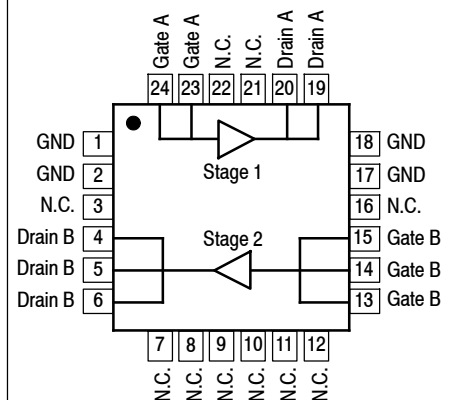 Gate A
Gate A
N.C.
N.C.
Drain A
Drain A
24 23 22 21 20 19
GND 1
GND 2
N.C. 3
Drain B 4
Drain B 5
Drain B 6
Stage 1
Stage 2
18 GND
17 GND
16 N.C.
15 Gate B
14 Gate B
13 Gate B
7 8 9 10 11 12
N.C.
N.C.
N.C.
N.C.
N.C.
N.C.